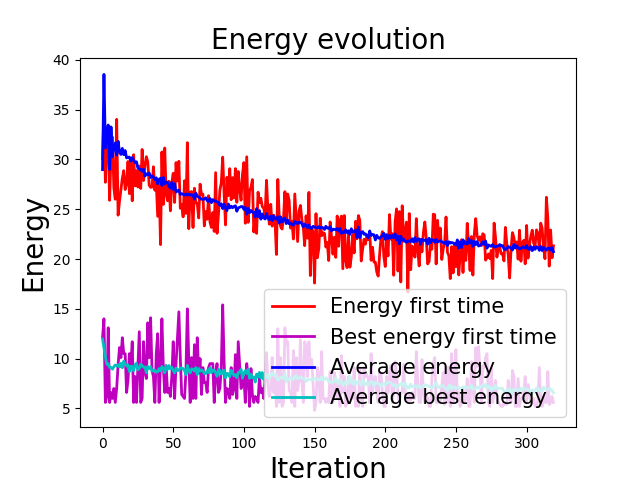 Energy evolution
40
35
30
25
20
15
10
5
Energy
Energy first time
Best energy first time
Average energy
Average best energy
0 50 100 150 200 250 300
Iteration